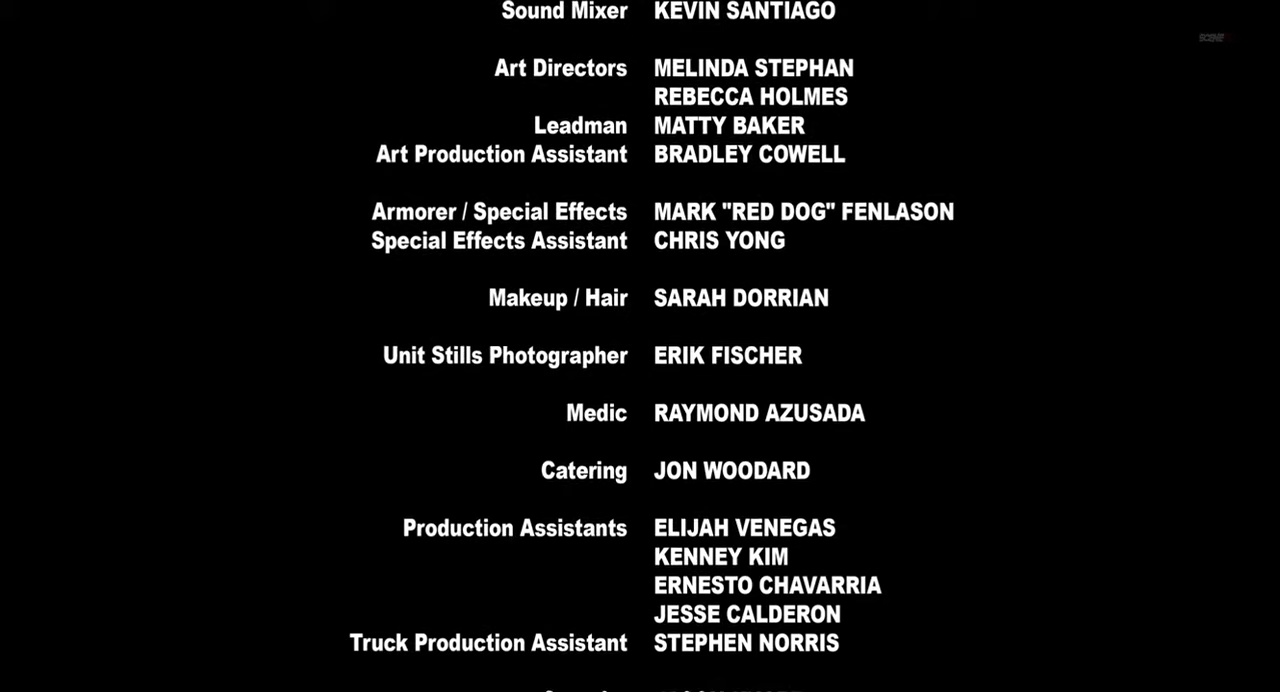 Sound Mixer KEVIN SANTIAGO
Art Directors MELINDA STEPHAN
REBECCA HOLMES
Leadman MATTY BAKER
Art Production Assistant BRADLEY COWELL
Armorer / Special Effects MARK "RED DOG" FENLASON
Special Effects Assistant CHRIS YONG
Makeup / Hair SARAH DORRIAN
Unit Stills Photographer ERIK FISCHER
Medic RAYMOND AZUSADA
Catering JON WOODARD
Production Assistants ELIJAH VENEGAS
KENNEY KIM
ERNESTO CHAVARRIA
JESSE CALDERON
Truck Production Assistant STEPHEN NORRIS